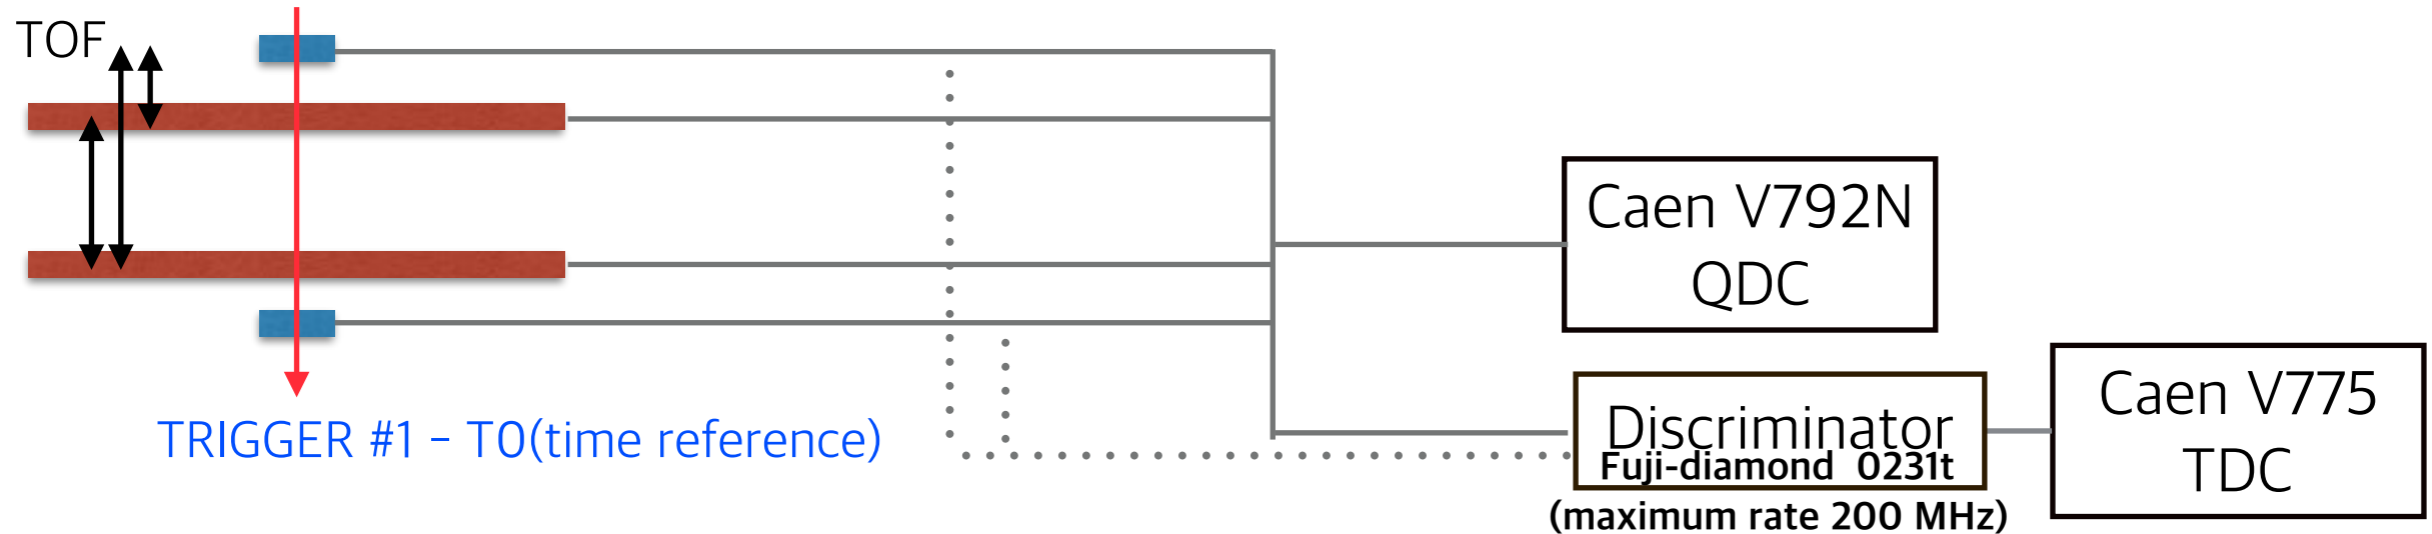 TOF
TRIGGER #1 – T0(time reference)
Caen V792N
QDC
Discriminator
Fuji-diamond 0231t
(maximum rate 200 MHz)
Caen V775
TDC